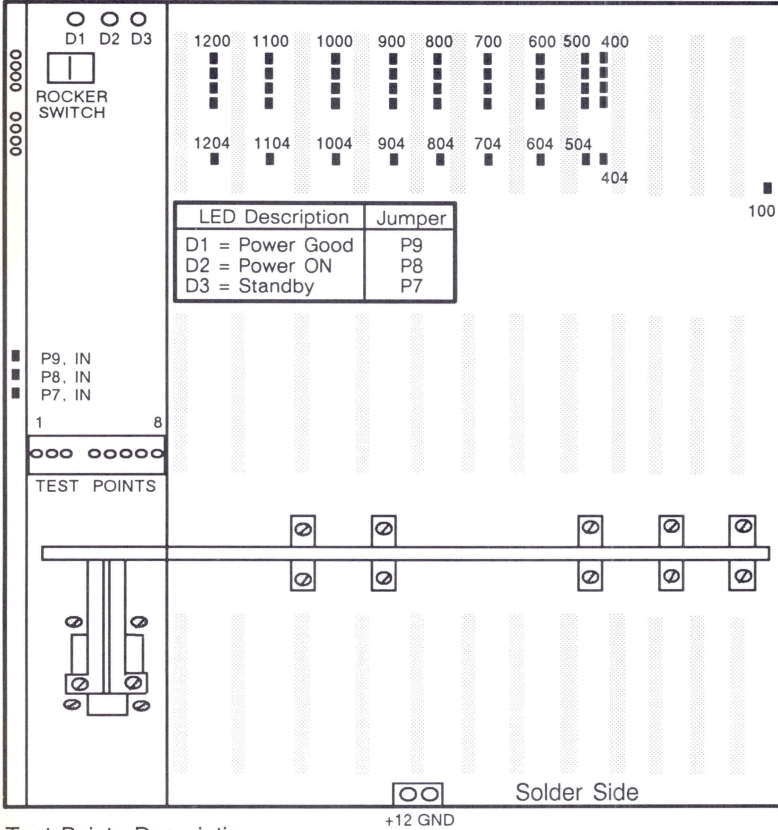 D1 D2 D3
ROCKER
SWITCH
1200 1100 1000 900 800 700 600 500 400
1204 1104 1004 904 804 704 604 504
404
100
LED Description Jumper
D1 = Power Good P9
D2 = Power ON P8
D3 = Standby P7
P9, IN
P8, IN
P7, IN
1 8
TEST POINTS
Solder Side
+12 GND